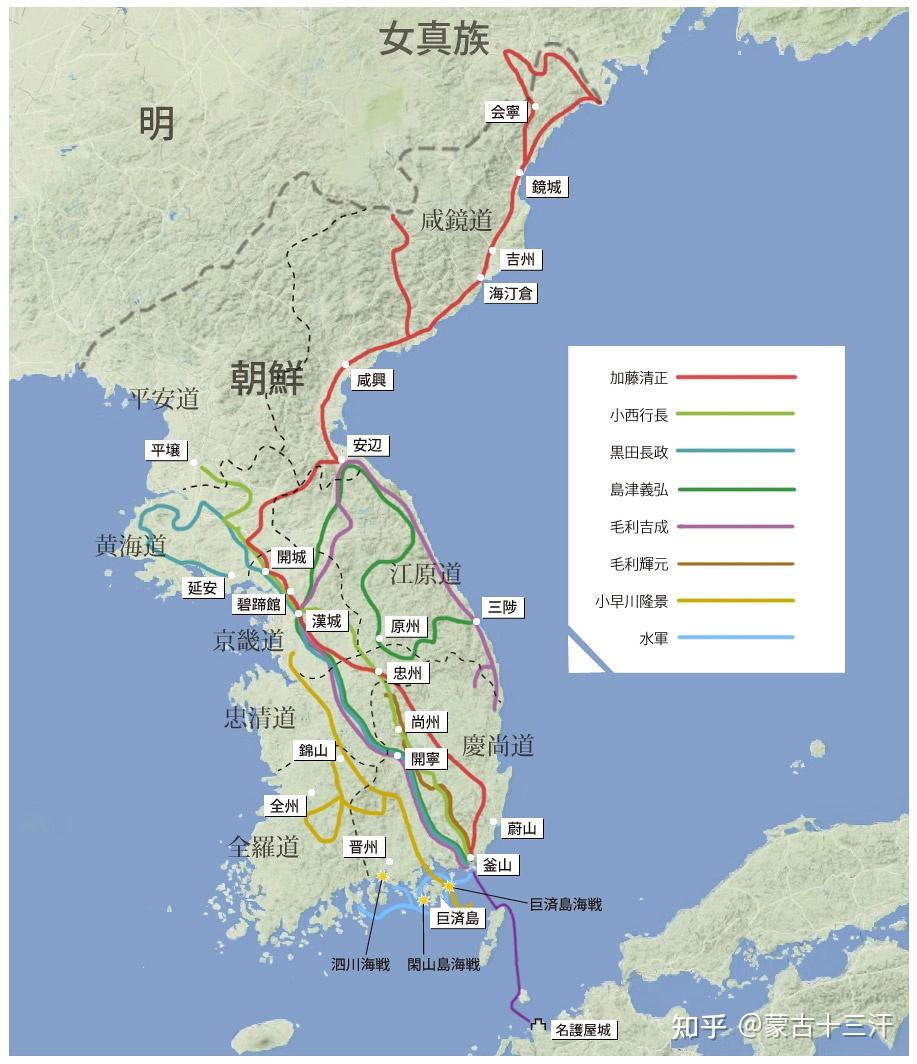 女真族
明
会寧
鏡城
咸鏡道
吉州
海汀倉
朝鮮
咸興
平安道
安辺
平壌
黄海道
開城
延安
碧蹄館
江原道
漢城
原州
三陟
京畿道
忠州
忠清道
尚州
慶尚道
錦山
開寧
全州
蔚山
全羅道
晋州
釜山
巨済島
巨済島海戦
泗川海戦
閑山島海戦
名護屋城
加藤清正
小西行長
黒田長政
島津義弘
毛利吉成
毛利輝元
小早川隆景
水軍
知乎 @蒙古十三汗